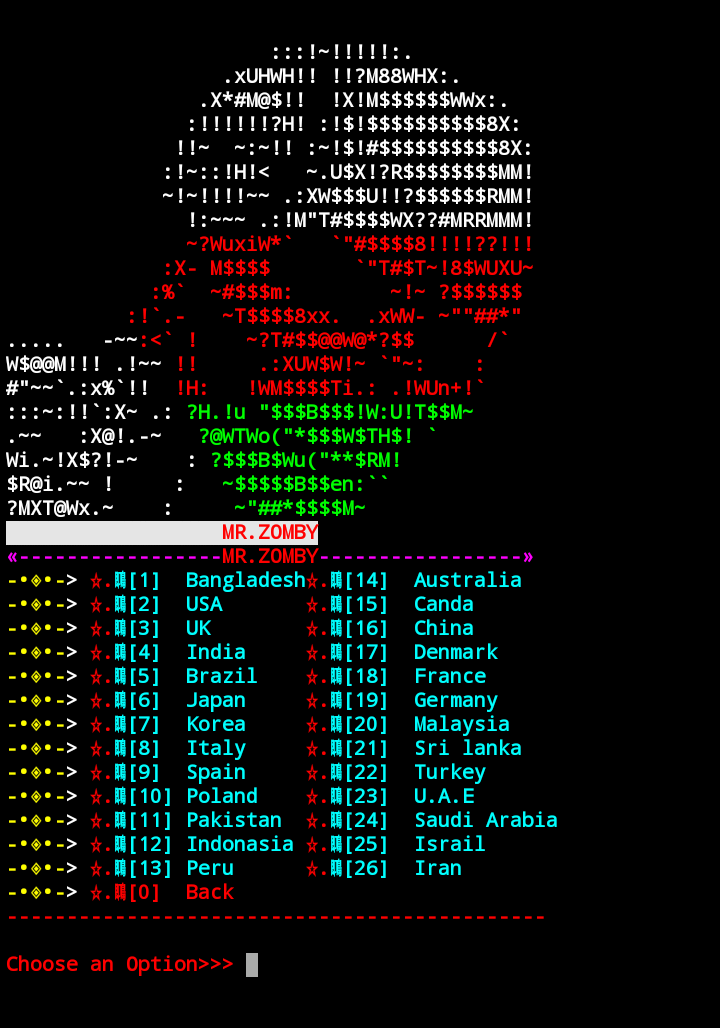 :::!~!!!!!:.
.xUHWH!! !!?M88WHX:.
.X*#M@$!!  !X!M$$$$$$WWx:.
:!!!!!!?H! :!$!$$$$$$$$$$8X:
!!~  ~:~!! :~!$!#$$$$$$$$$$8X:
:!~::!H!<   ~.U$X!?R$$$$$$$$MM!
~!~!!!!~~ .:XW$$$U!!?$$$$$$RMM!
!:~~~ .:!M"T#$$$$WX??#MRRMMM!
~?WuxiW*`   `"#$$$$8!!!!??!!!
:X- M$$$$       `"T#$T~!8$WUXU~
:%`  ~#$$$m:        ~!~ ?$$$$$$
:!`.-   ~T$$$$8xx.  .xWW- ~""##*"
.....   -~~:<` !    ~?T#$$@@W@*?$$      /`
W$@@M!!! .!~~ !!     .:XUW$W!~ `"~:    :
#"~~`.:x%`!!  !H:   !WM$$$$Ti.: .!WUn+!`
:::~:!!`:X~ .: ?H.!u "$$$B$$$!W:U!T$$M~
.~~   :X@!.-~   ?@WTWo("*$$$W$TH$! `
Wi.~!X$?!-~    : ?$$$B$Wu("**$RM!
$R@i.~~ !     :   ~$$$$$B$$en:``
?MXT@Wx.~    :     ~"##*$$$$M~
MR.ZOMBY
«-----------------MR.ZOMBY-----------------»
-•◈•-> ☆.[1]  Bangladesh☆.[14]  Australia
-•◈•-> ☆.[2]  USA       ☆.[15]  Canda
-•◈•-> ☆.[3]  UK        ☆.[16]  China
-•◈•-> ☆.[4]  India     ☆.[17]  Denmark
-•◈•-> ☆.[5]  Brazil    ☆.[18]  France
-•◈•-> ☆.[6]  Japan     ☆.[19]  Germany
-•◈•-> ☆.[7]  Korea     ☆.[20]  Malaysia
-•◈•-> ☆.[8]  Italy     ☆.[21]  Sri lanka
-•◈•-> ☆.[9]  Spain     ☆.[22]  Turkey
-•◈•-> ☆.[10] Poland    ☆.[23]  U.A.E
-•◈•-> ☆.[11] Pakistan  ☆.[24]  Saudi Arabia
-•◈•-> ☆.[12] Indonasia ☆.[25]  Israil
-•◈•-> ☆.[13] Peru      ☆.[26]  Iran
-•◈•-> ☆.[0]  Back
---------------------------------------------
Choose an Option>>>